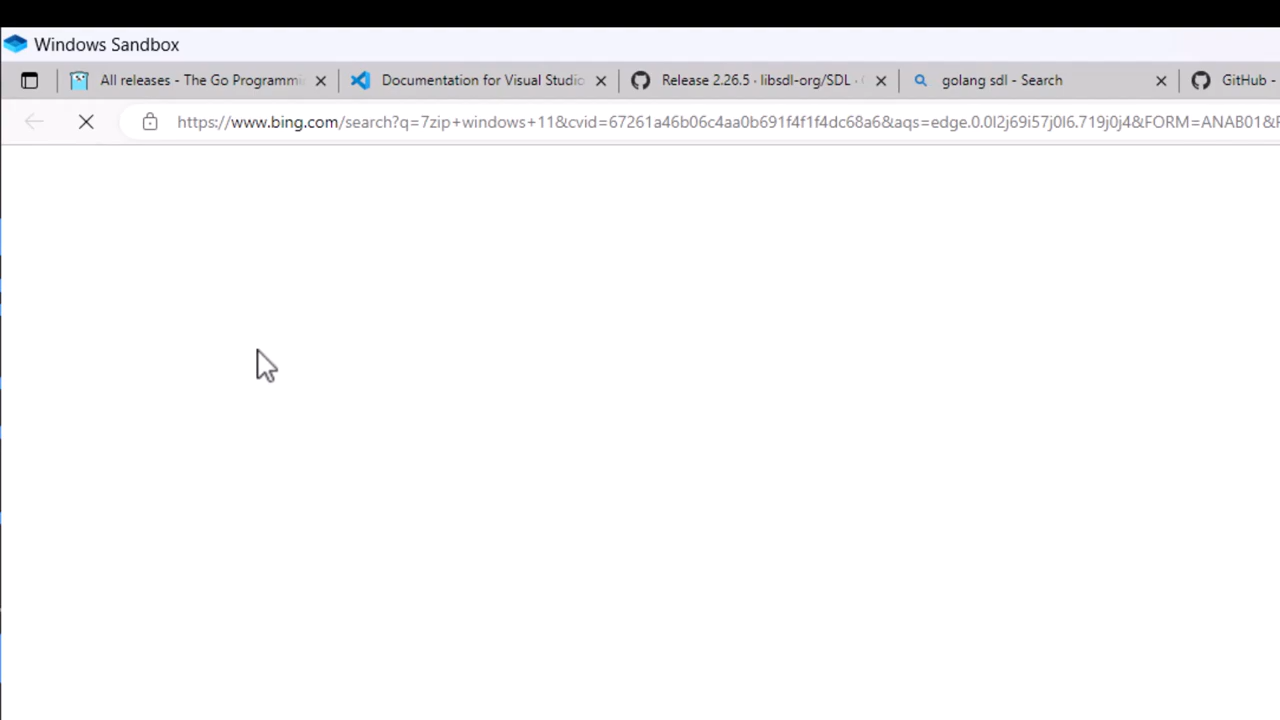 Windows Sandbox
All releases - The Go Programmi
Documentation for Visual Studio
Release 2.26.5 · libsdl-org/SDL ·
golang sdl - Search
GitHub -
https://www.bing.com/search?q=7zip+windows+11&cvid=67261a46b06c4aa0b691f4f1f4dc68a6&aqs=edge.0.0l2j69i57j0l6.719j0j4&FORM=ANAB01&